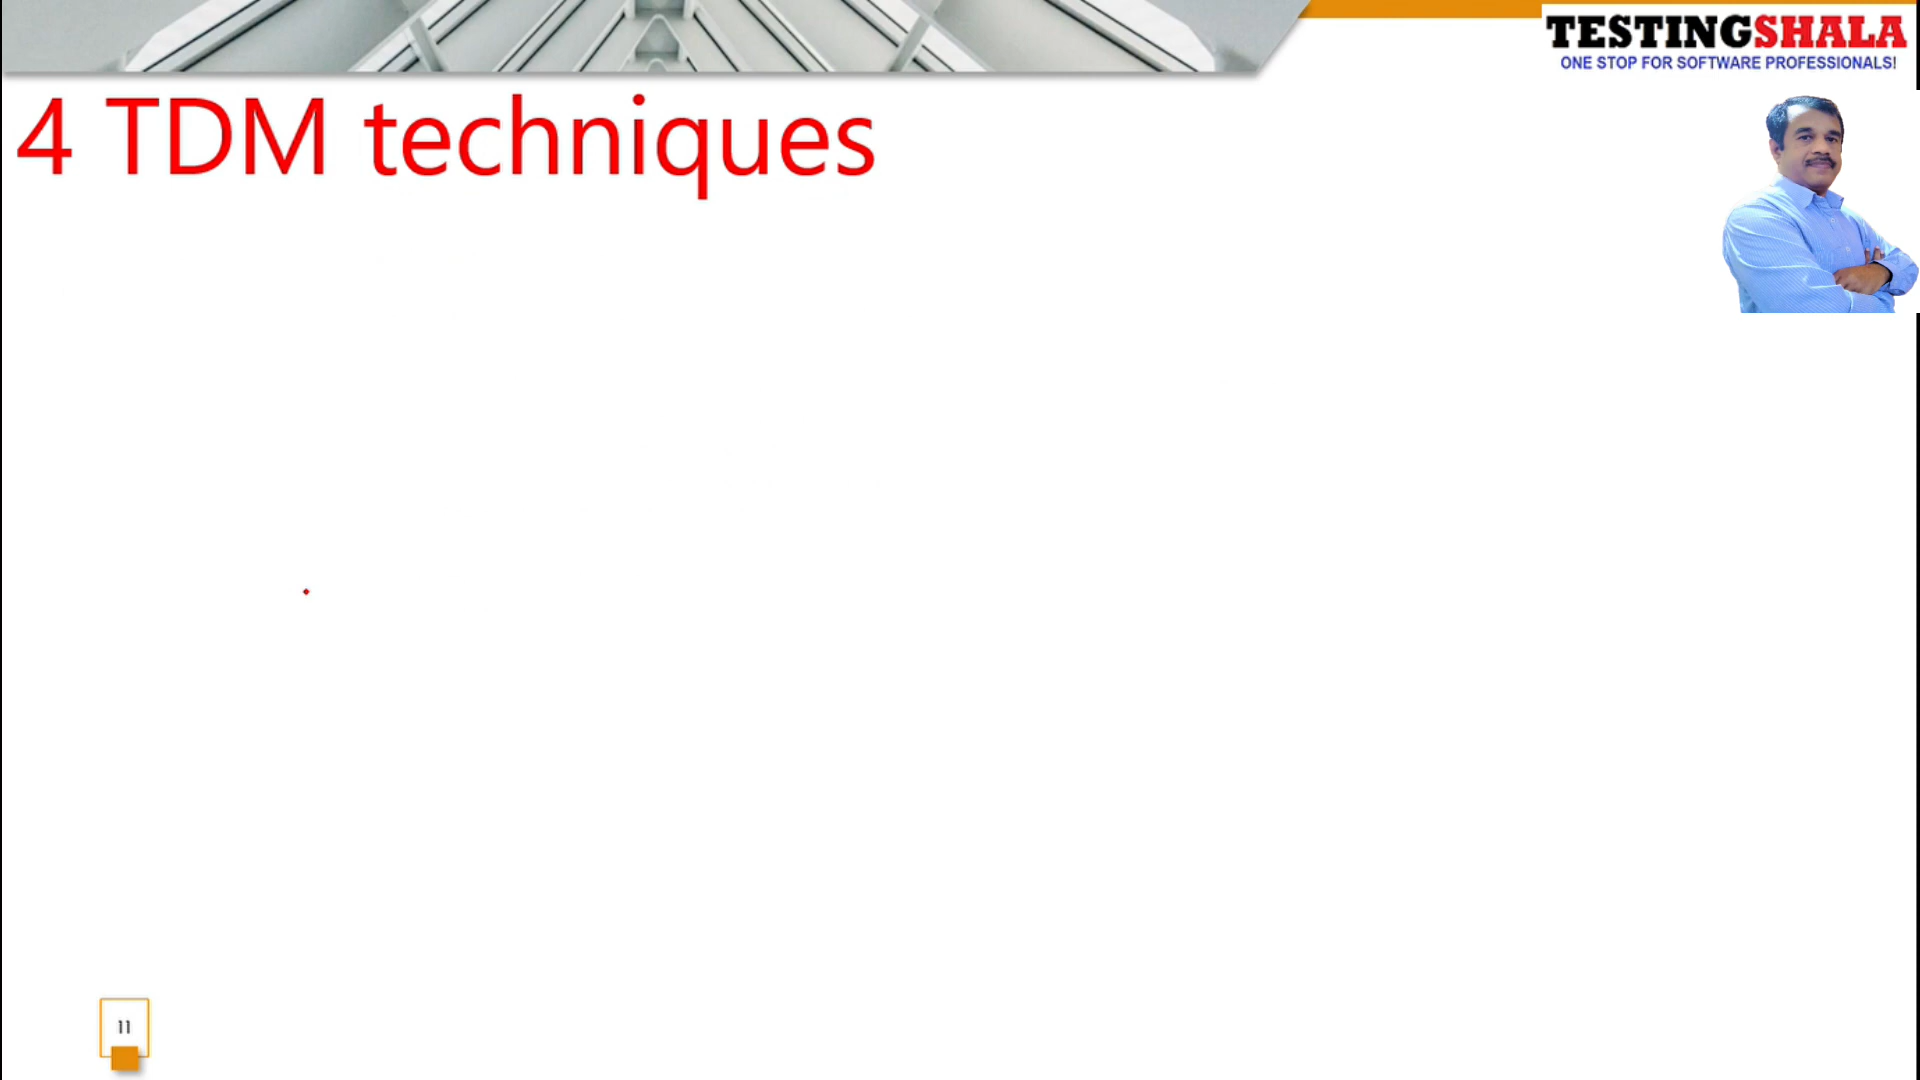 TESTINGSHALA
ONE STOP FOR SOFTWARE PROFESSIONALS!
4 TDM techniques
11